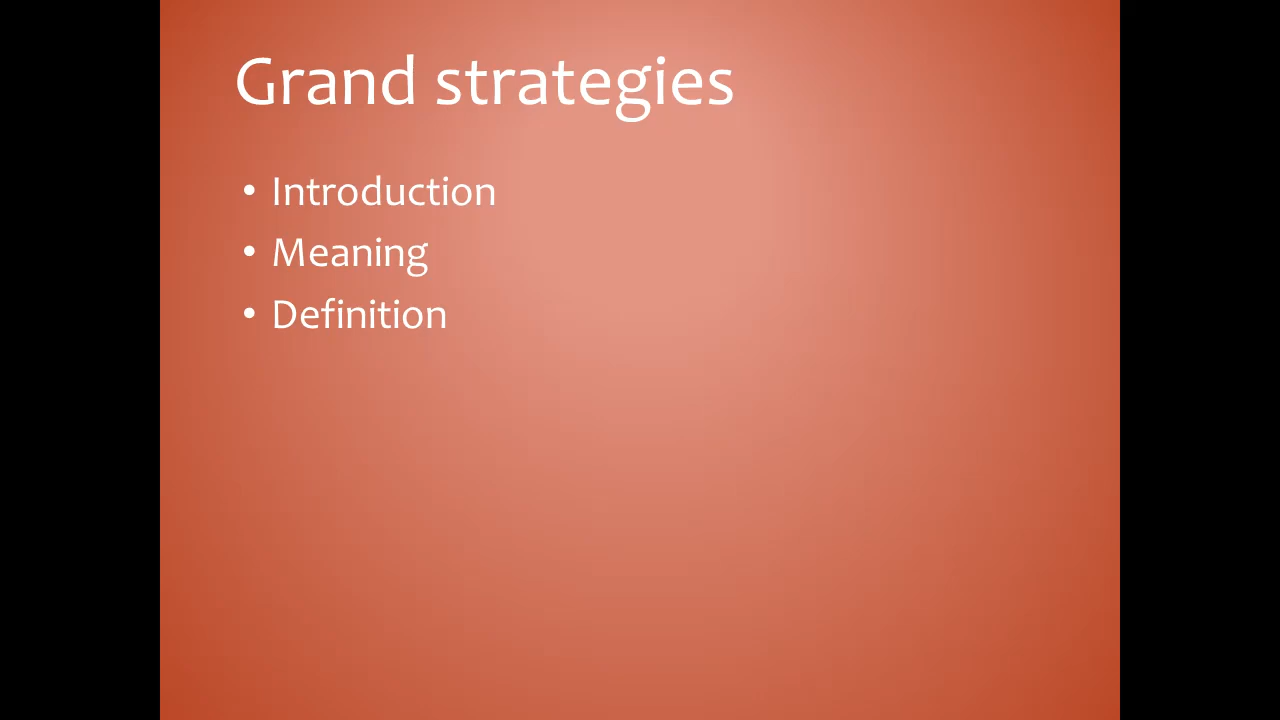 Grand strategies
• Introduction
• Meaning
• Definition